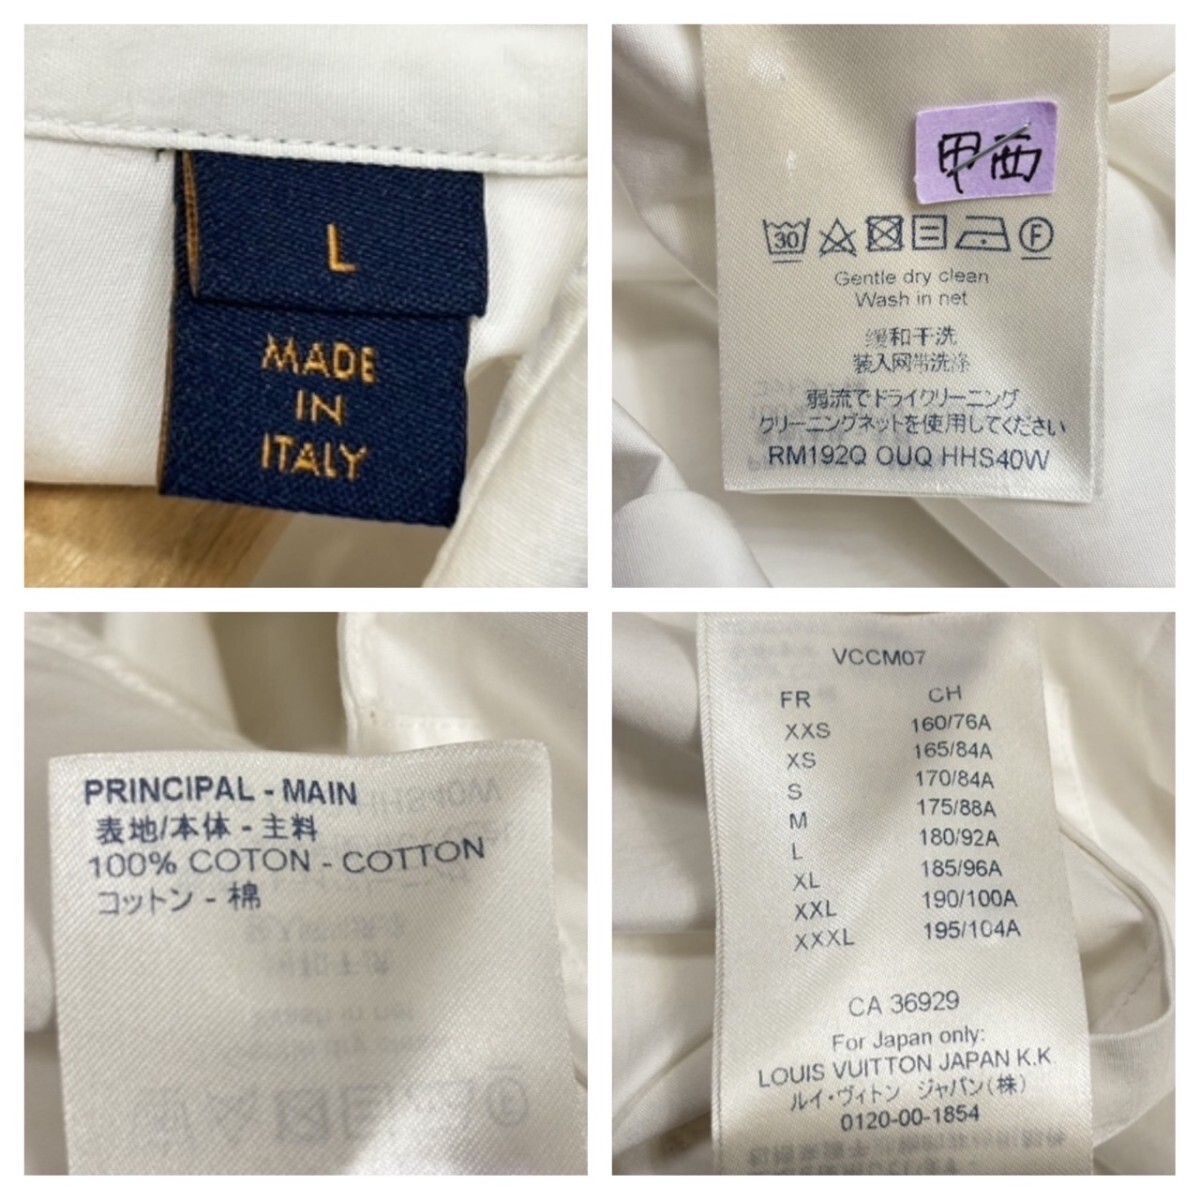 L
MADE
IN
ITALY
甲西
30
F
Gentle dry clean
Wash in net
缓和干洗
装入网带洗涤
弱流でドライクリーニング
クリーニングネットを使用してください
RM192Q OUQ HHS40W
PRINCIPAL - MAIN
表地/本体 - 主料
100% COTON - COTTON
コットン - 棉
VCCM07
FR CH
XXS 160/76A
XS 165/84A
S 170/84A
M 175/88A
L 180/92A
XL 185/96A
XXL 190/100A
XXXL 195/104A
CA 36929
For Japan only:
LOUIS VUITTON JAPAN K.K.
ルイ・ヴィトン ジャパン(株)
0120-00-1854